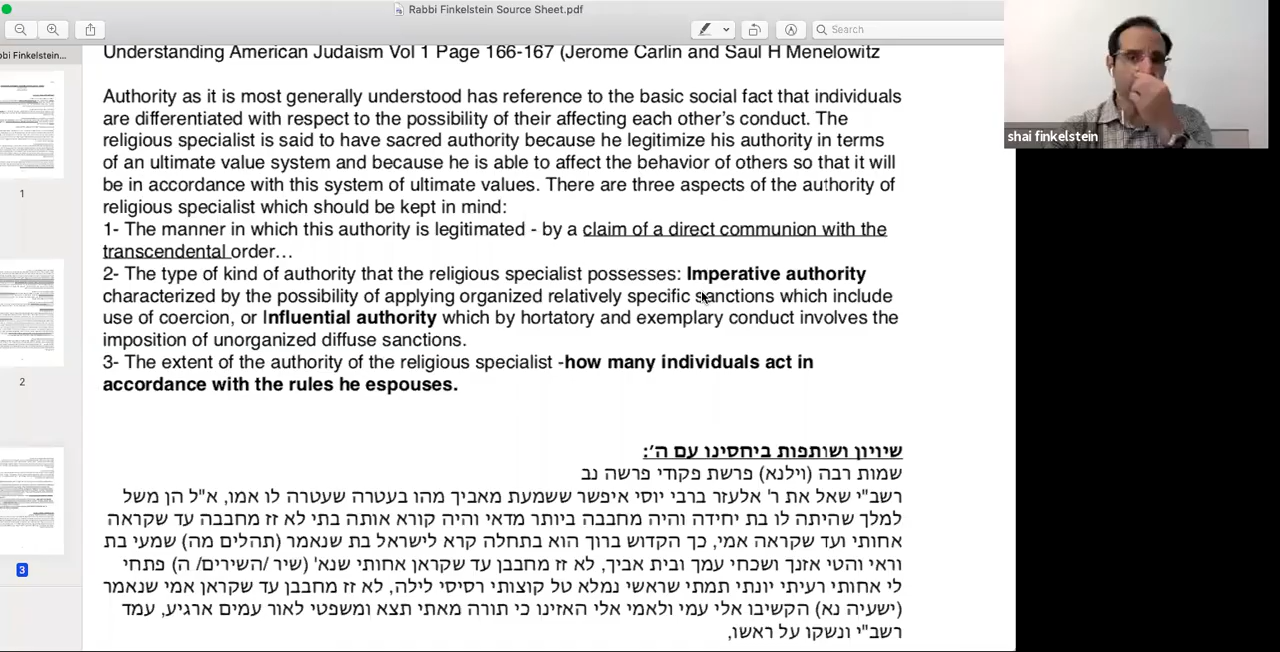 Rabbi Finkelstein Source Sheet.pdf
Search
bbi Finkelstein...
shai finkelstein
Understanding American Judaism Vol 1 Page 166-167 (Jerome Carlin and Saul H Menelowitz
Authority as it is most generally understood has reference to the basic social fact that individuals
are differentiated with respect to the possibility of their affecting each other's conduct. The
religious specialist is said to have sacred authority because he legitimize his authority in terms
of an ultimate value system and because he is able to affect the behavior of others so that it will
be in accordance with this system of ultimate values. There are three aspects of the authority of
religious specialist which should be kept in mind:
1- The manner in which this authority is legitimated - by a claim of a direct communion with the
transcendental order…
2- The type of kind of authority that the religious specialist possesses: Imperative authority
characterized by the possibility of applying organized relatively specific sanctions which include
use of coercion, or Influential authority which by hortatory and exemplary conduct involves the
imposition of unorganized diffuse sanctions.
3- The extent of the authority of the religious specialist -how many individuals act in
accordance with the rules he espouses.
שיוויון ושותפות ביחסינו עם ה׳:
שמות רבה (וילנא) פרשת פקודי פרשה נב
רשב"י שאל את ר' אלעזר ברבי יוסי איפשר ששמעת מאביך מהו בעטרה שעטרה לו אמו, א"ל הן משל
למלך שהיתה לו בת יחידה והיה מחבבה ביותר מדאי והיה קורא אותה בתי לא זז מחבבה עד שקראה
אחותי ועד שקראה אמי, כך הקדוש ברוך הוא בתחלה קרא לישראל בת שנאמר (תהלים מה) שמעי בת
וראי והטי אזנך ושכחי עמך ובית אביך, לא זז מחבבן עד שקראן אחותי שנא' (שיר /השירים/ ה) פתחי
לי אחותי רעיתי יונתי תמתי שראשי נמלא טל קוצותי רסיסי לילה, לא זז מחבבן עד שקראן אמי שנאמר
(ישעיה נא) הקשיבו אלי עמי ולאמי אלי האזינו כי תורה מאתי תצא ומשפטי לאור עמים ארגיע, עמד
רשב"י ונשקו על ראשו,
1
2
3